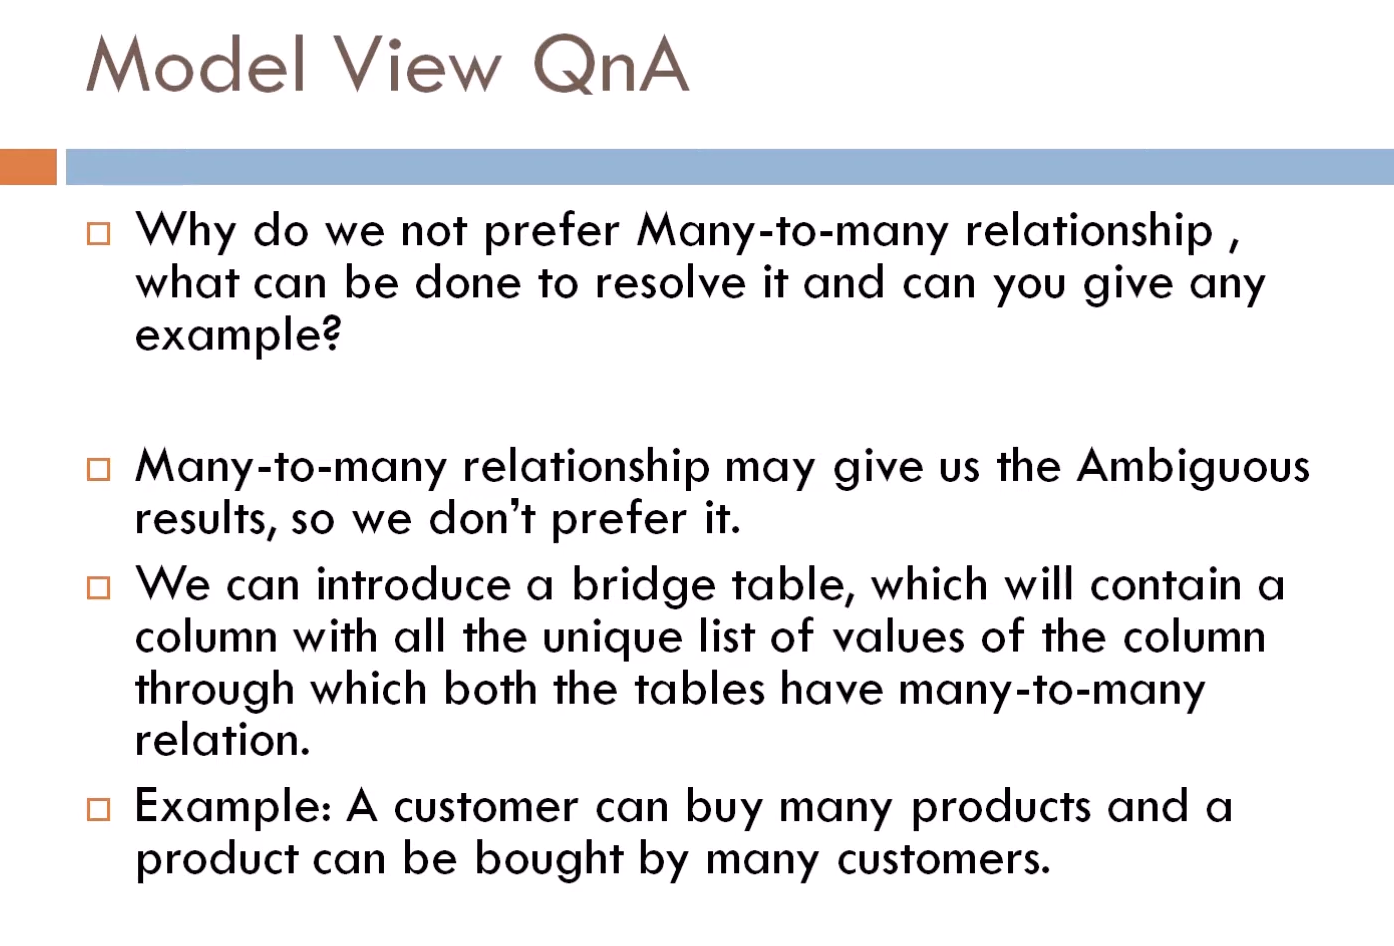 Model View QnA
Why do we not prefer Many-to-many relationship ,
what can be done to resolve it and can you give any
example?
Many-to-many relationship may give us the Ambiguous
results, so we don't prefer it.
We can introduce a bridge table, which will contain a
column with all the unique list of values of the column
through which both the tables have many-to-many
relation.
Example: A customer can buy many products and a
product can be bought by many customers.